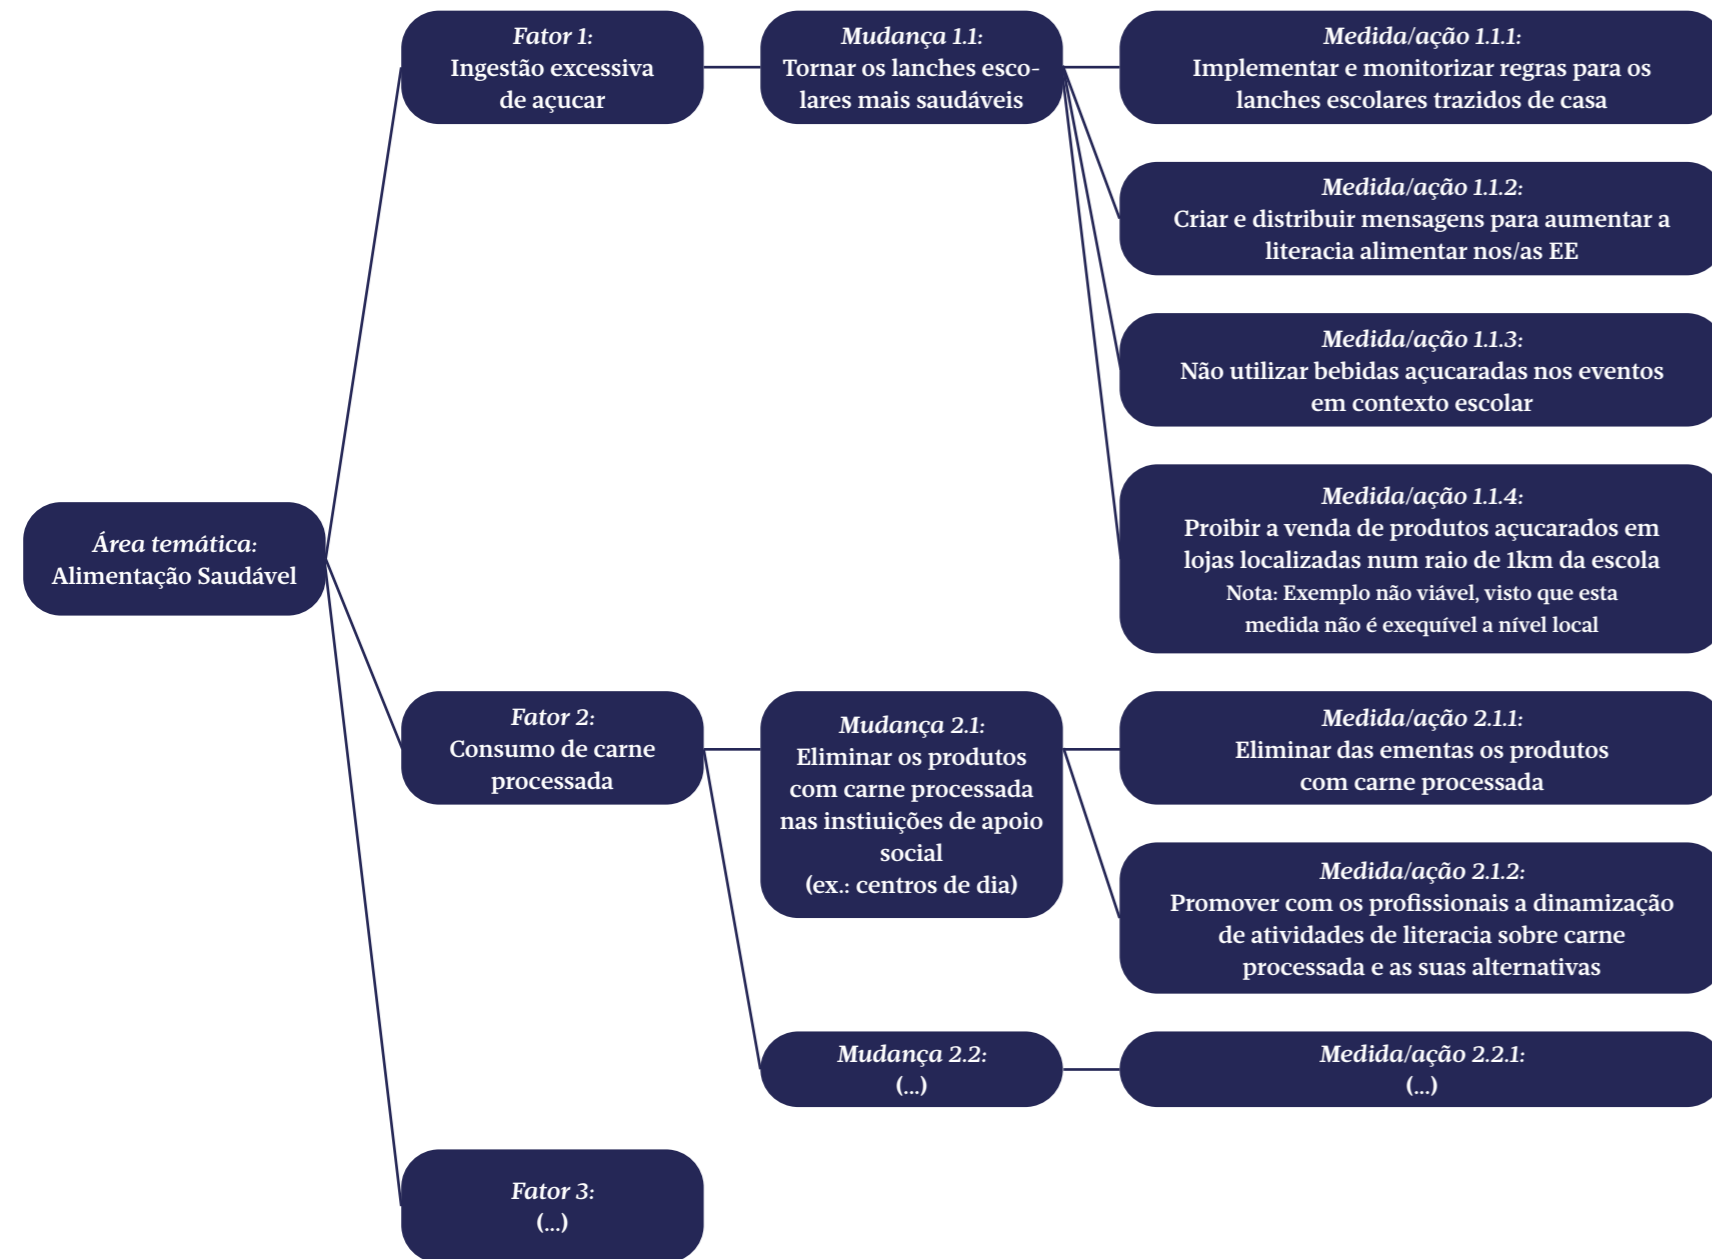 Área temática:
Alimentação Saudável
Fator 1:
Ingestão excessiva
de açucar
Mudança 1.1:
Tornar os lanches esco-
lares mais saudáveis
Medida/ação 1.1.1:
Implementar e monitorizar regras para os
lanches escolares trazidos de casa
Medida/ação 1.1.2:
Criar e distribuir mensagens para aumentar a
literacia alimentar nos/as EE
Medida/ação 1.1.3:
Não utilizar bebidas açucaradas nos eventos
em contexto escolar
Medida/ação 1.1.4:
Proibir a venda de produtos açucarados em
lojas localizadas num raio de 1km da escola
Nota: Exemplo não viável, visto que esta
medida não é exequível a nível local
Fator 2:
Consumo de carne
processada
Mudança 2.1:
Eliminar os produtos
com carne processada
nas instiuições de apoio
social
(ex.: centros de dia)
Medida/ação 2.1.1:
Eliminar das ementas os produtos
com carne processada
Medida/ação 2.1.2:
Promover com os profissionais a dinamização
de atividades de literacia sobre carne
processada e as suas alternativas
Mudança 2.2:
(...)
Medida/ação 2.2.1:
(...)
Fator 3:
(...)